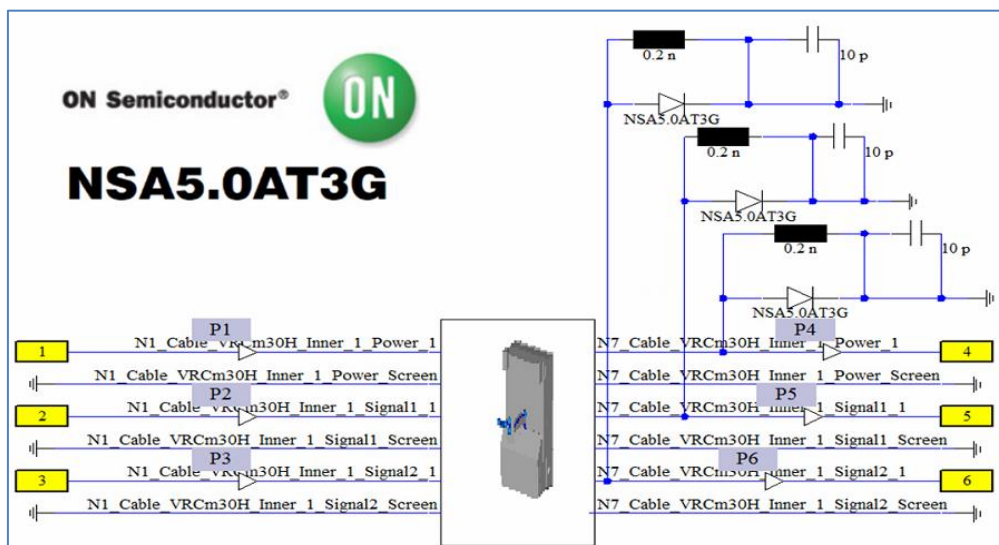 ON Semiconductor®
ON
NSA5.0AT3G
0.2 n
10 p
NSA5.0AT3G
0.2 n
10 p
NSA5.0AT3G
0.2 n
10 p
NSA5.0AT3G
P1
P4
1
N1_Cable_VRCm30H_Inner_1_Power_1
N7_Cable_VRCm30H_Inner_1_Power_1
4
N1_Cable_VRCm30H_Inner_1_Power_Screen
N7_Cable_VRCm30H_Inner_1_Power_Screen
P2
P5
2
N1_Cable_VRCm30H_Inner_1_Signal1_1
N7_Cable_VRCm30H_Inner_1_Signal1_1
5
N1_Cable_VRCm30H_Inner_1_Signal1_Screen
N7_Cable_VRCm30H_Inner_1_Signal1_Screen
P3
P6
3
N1_Cable_VRCm30H_Inner_1_Signal2_1
N7_Cable_VRCm30H_Inner_1_Signal2_1
6
N1_Cable_VRCm30H_Inner_1_Signal2_Screen
N7_Cable_VRCm30H_Inner_1_Signal2_Screen